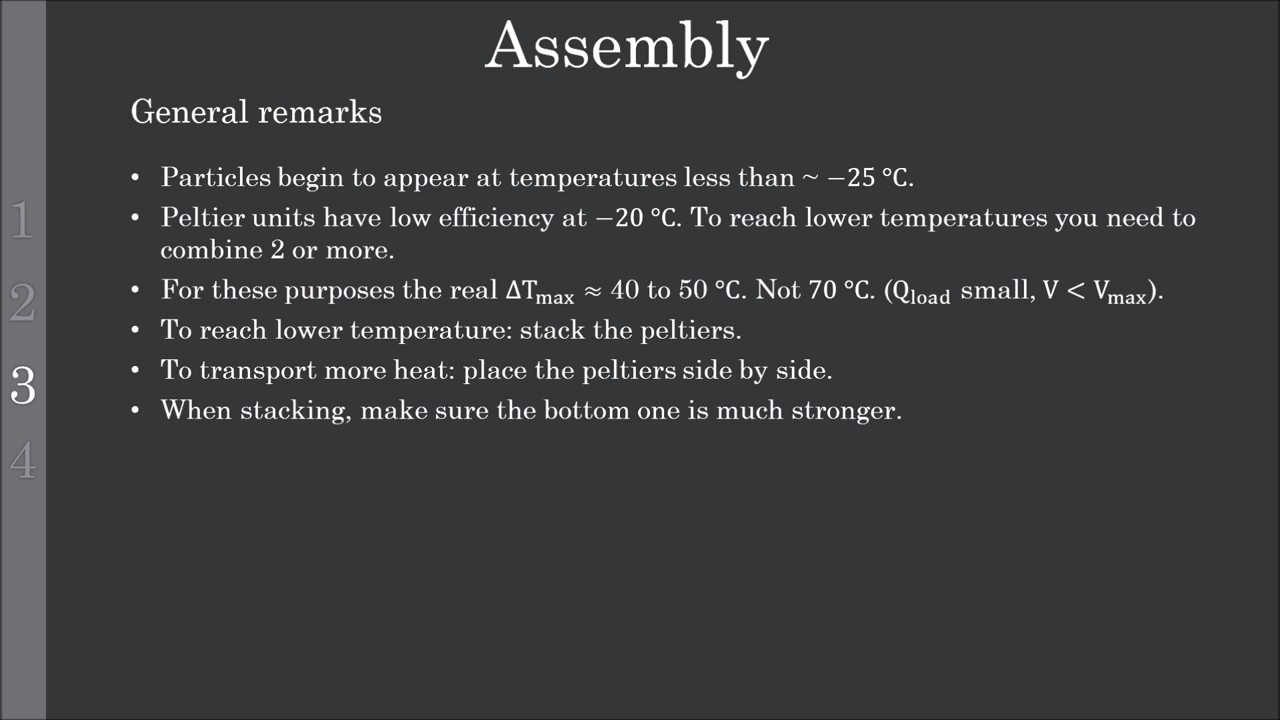 Assembly
General remarks
• Particles begin to appear at temperatures less than ~ −25 °C.
• Peltier units have low efficiency at −20 °C. To reach lower temperatures you need to
combine 2 or more.
• For these purposes the real ΔTmax ≈ 40 to 50 °C. Not 70 °C. (Qload small, V < Vmax).
• To reach lower temperature: stack the peltiers.
• To transport more heat: place the peltiers side by side.
• When stacking, make sure the bottom one is much stronger.
1
2
3
4